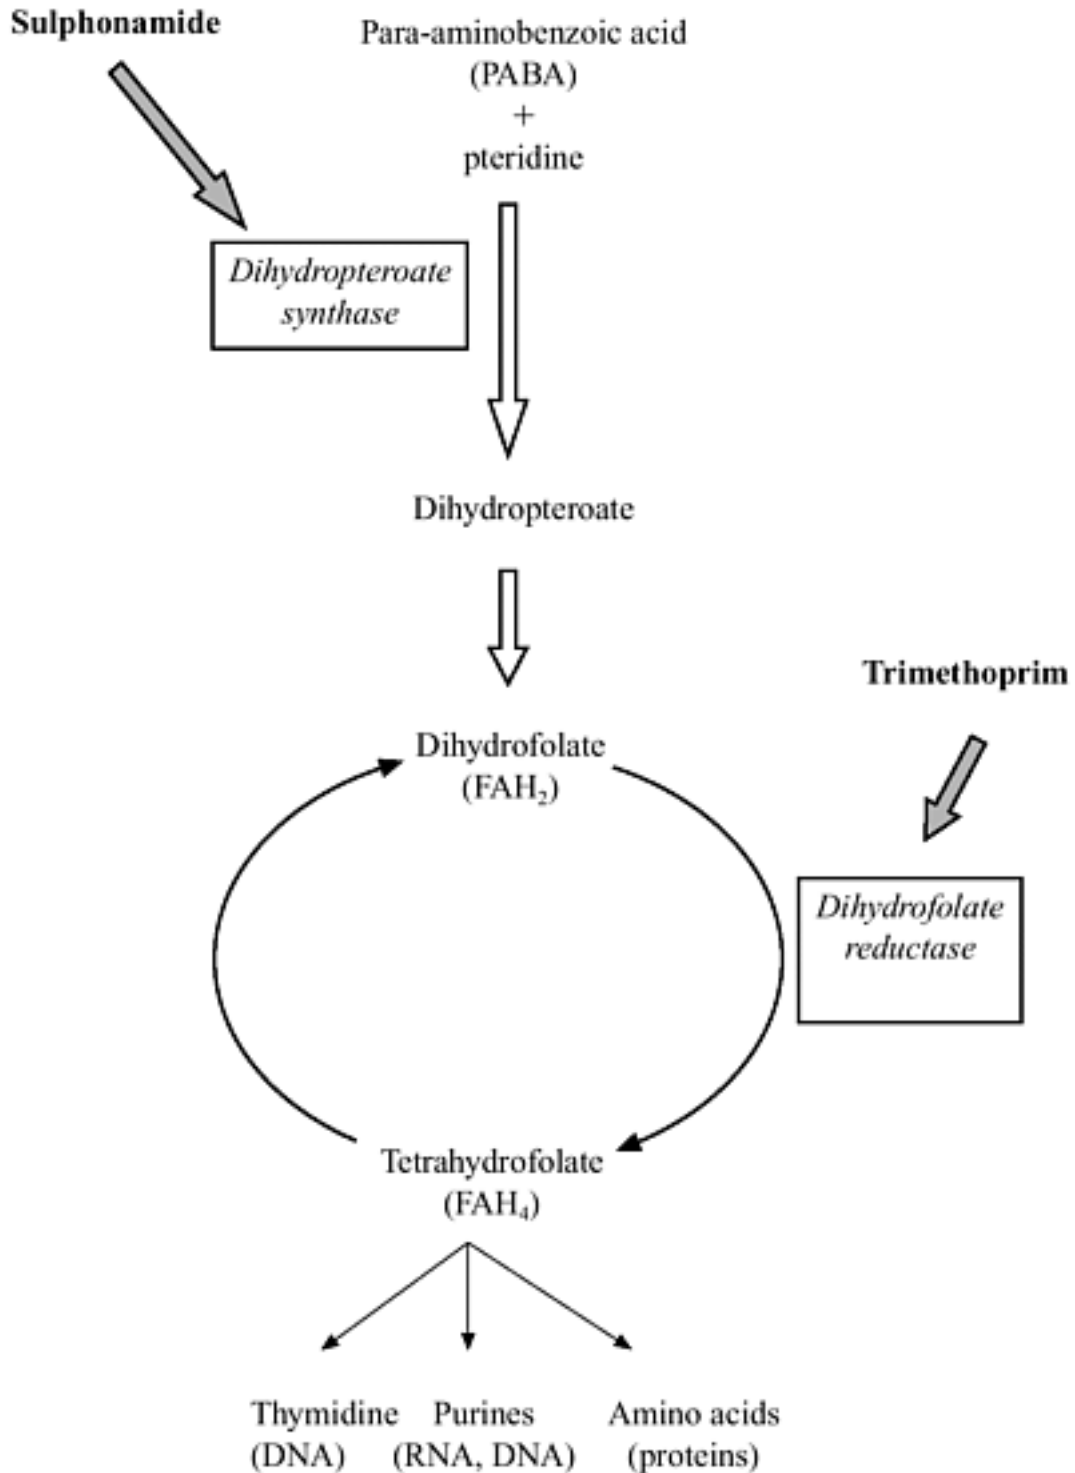 Sulphonamide
Para-aminobenzoic acid
(PABA)
+
pteridine
Dihydropteroate
synthase
Dihydropteroate
Trimethoprim
Dihydrofolate
(FAH₂)
Dihydrofolate
reductase
Tetrahydrofolate
(FAH₄)
Thymidine
(DNA)
Purines
(RNA, DNA)
Amino acids
(proteins)